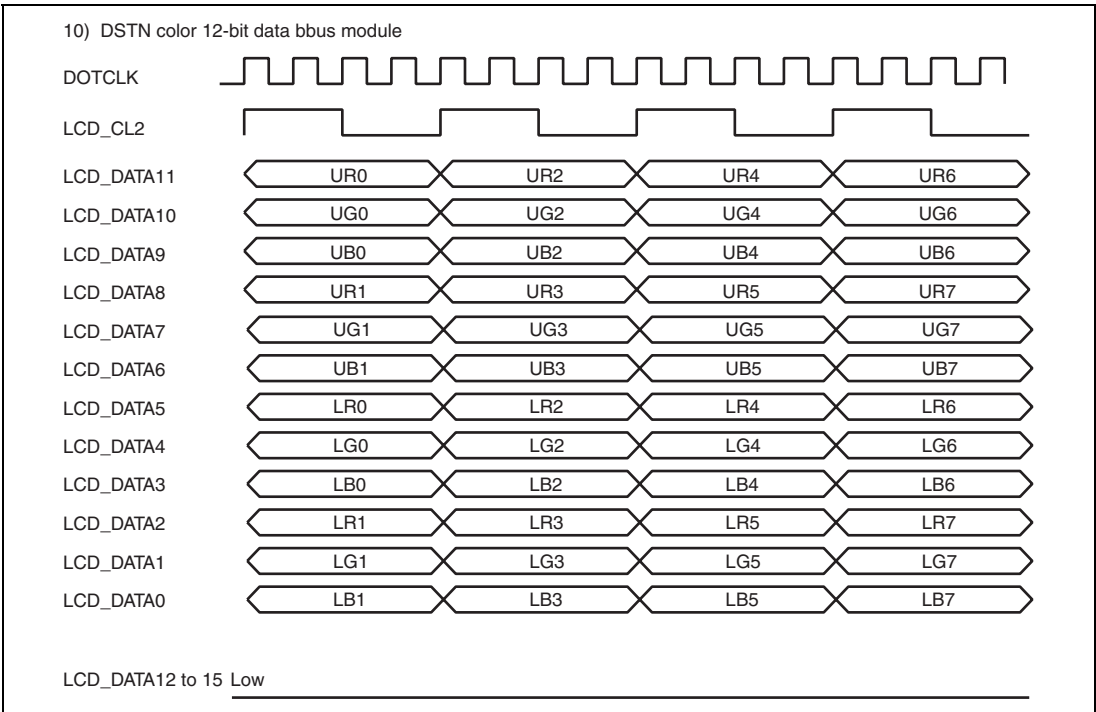 10) DSTN color 12-bit data bbus module
DOTCLK
LCD_CL2
LCD_DATA11 UR0 UR2 UR4 UR6
LCD_DATA10 UG0 UG2 UG4 UG6
LCD_DATA9 UB0 UB2 UB4 UB6
LCD_DATA8 UR1 UR3 UR5 UR7
LCD_DATA7 UG1 UG3 UG5 UG7
LCD_DATA6 UB1 UB3 UB5 UB7
LCD_DATA5 LR0 LR2 LR4 LR6
LCD_DATA4 LG0 LG2 LG4 LG6
LCD_DATA3 LB0 LB2 LB4 LB6
LCD_DATA2 LR1 LR3 LR5 LR7
LCD_DATA1 LG1 LG3 LG5 LG7
LCD_DATA0 LB1 LB3 LB5 LB7
LCD_DATA12 to 15 Low